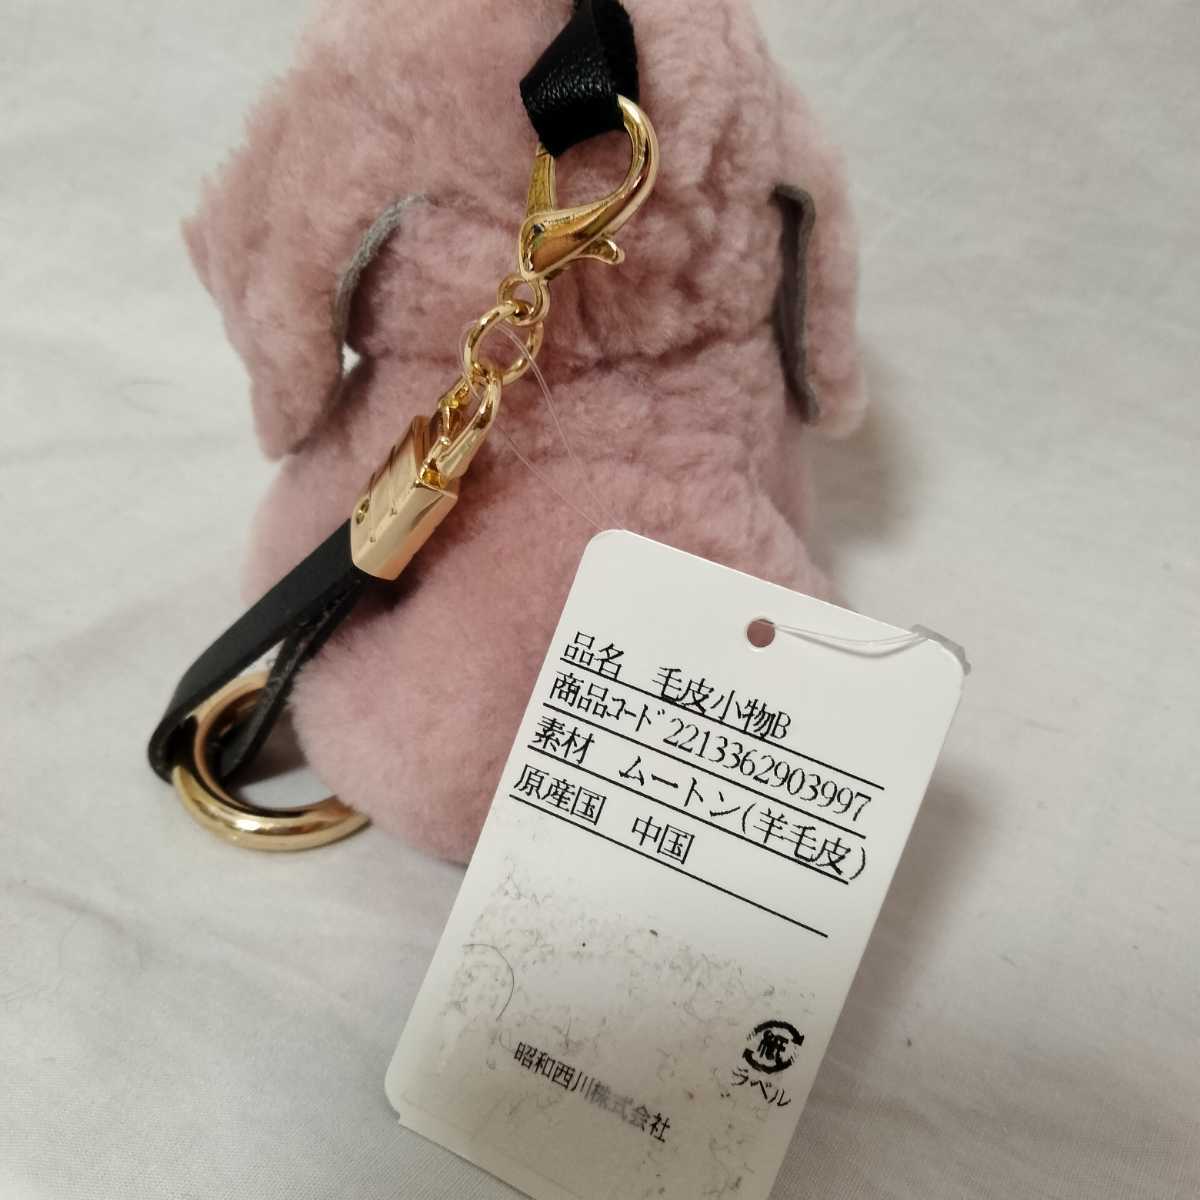 品名 毛皮小物B
商品ｺｰﾄﾞ 2213362903997
素材 ムートン(羊毛皮)
原産国 中国
紙
ラベル
昭和西川株式会社